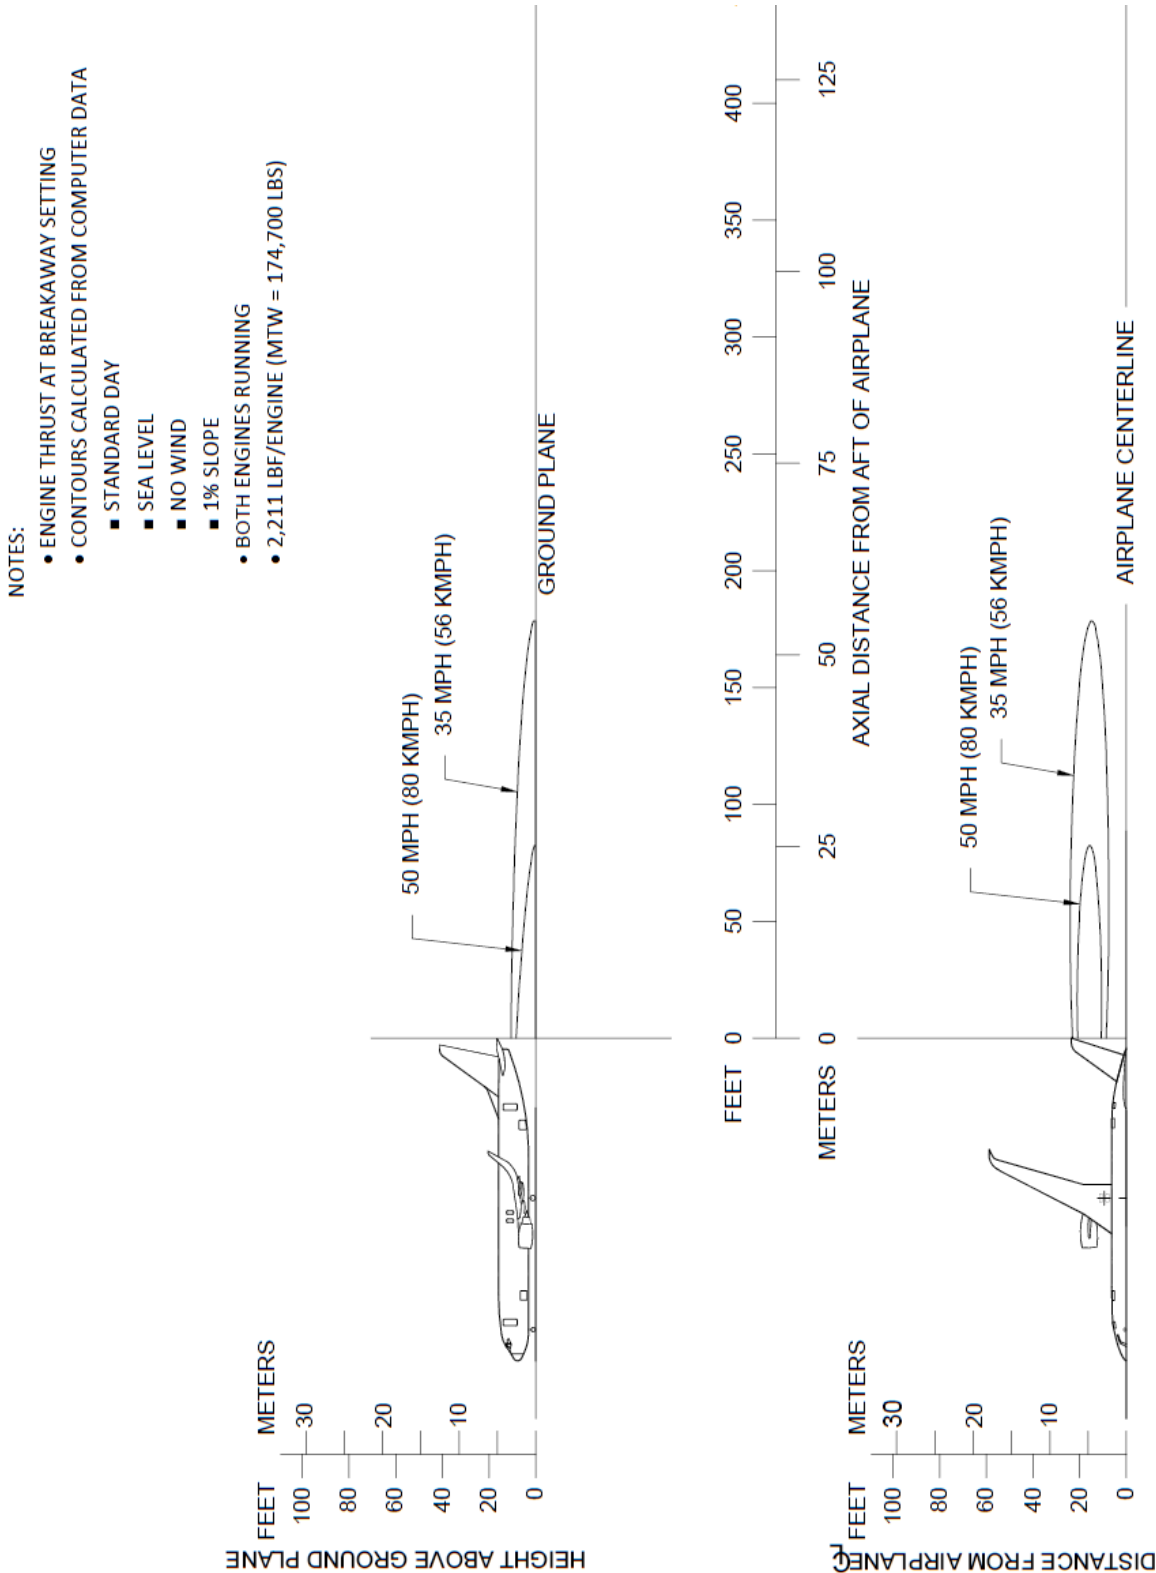 NOTES:
• ENGINE THRUST AT BREAKAWAY SETTING
• CONTOURS CALCULATED FROM COMPUTER DATA
■ STANDARD DAY
■ SEA LEVEL
■ NO WIND
■ 1% SLOPE
• BOTH ENGINES RUNNING
• 2,211 LBF/ENGINE (MTW = 174,700 LBS)
HEIGHT ABOVE GROUND PLANE
FEET
METERS
100
80
60
40
20
0
30
20
10
50 MPH (80 KMPH)
35 MPH (56 KMPH)
GROUND PLANE
FEET
0
50
100
150
200
250
300
350
400
METERS
0
25
50
75
100
125
AXIAL DISTANCE FROM AFT OF AIRPLANE
DISTANCE FROM AIRPLANE CL
FEET
METERS
100
80
60
40
20
0
30
20
10
50 MPH (80 KMPH)
35 MPH (56 KMPH)
AIRPLANE CENTERLINE